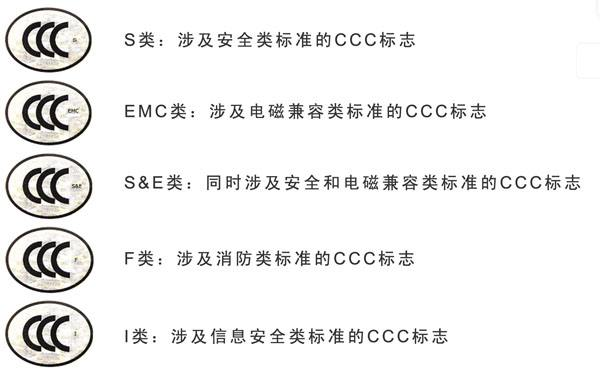 CCC S
S类：涉及安全类标准的CCC标志
CCC EMC
EMC类：涉及电磁兼容类标准的CCC标志
CCC S&E
S&E类：同时涉及安全和电磁兼容类标准的CCC标志
CCC F
F类：涉及消防类标准的CCC标志
CCC I
I类：涉及信息安全类标准的CCC标志